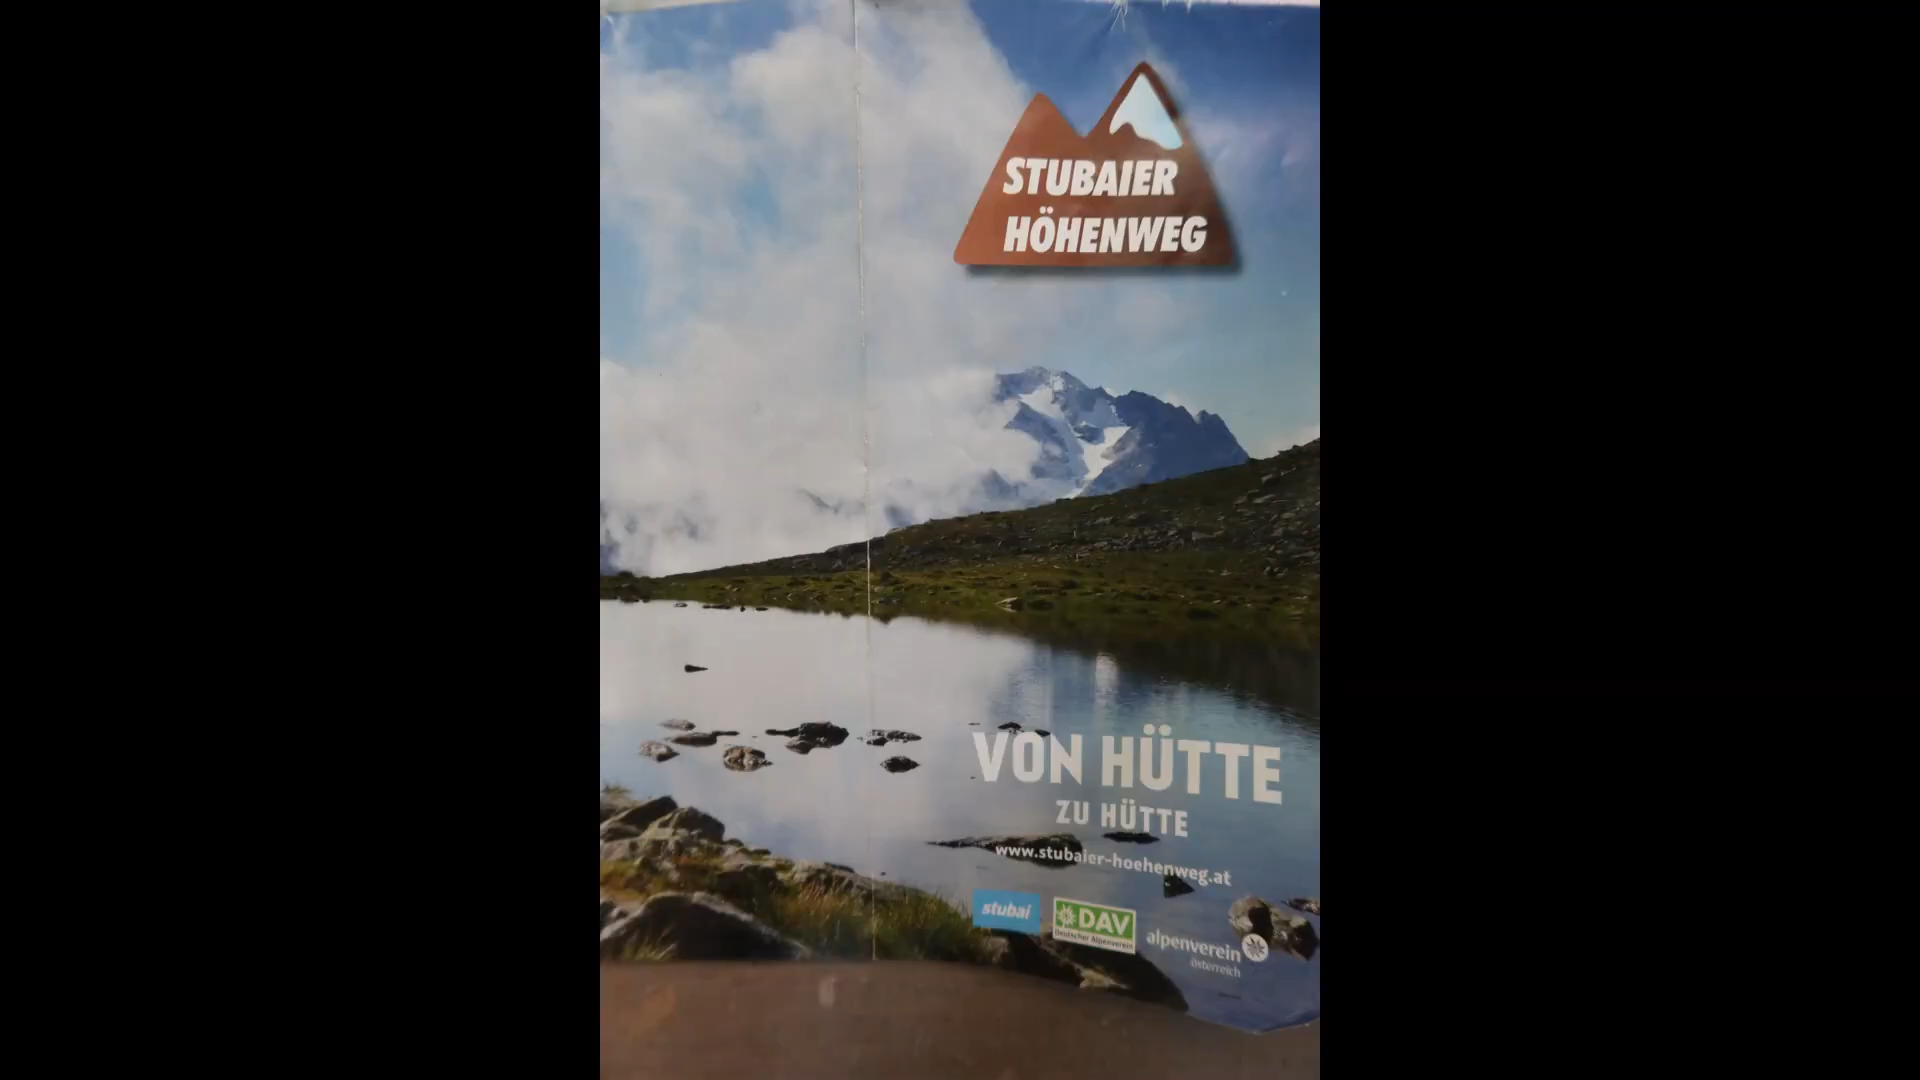 STUBAIER
HÖHENWEG
VON HÜTTE
ZU HÜTTE
www.stubaier-hoehenweg.at
stubai
DAV
Deutscher Alpenverein
alpenverein
österreich